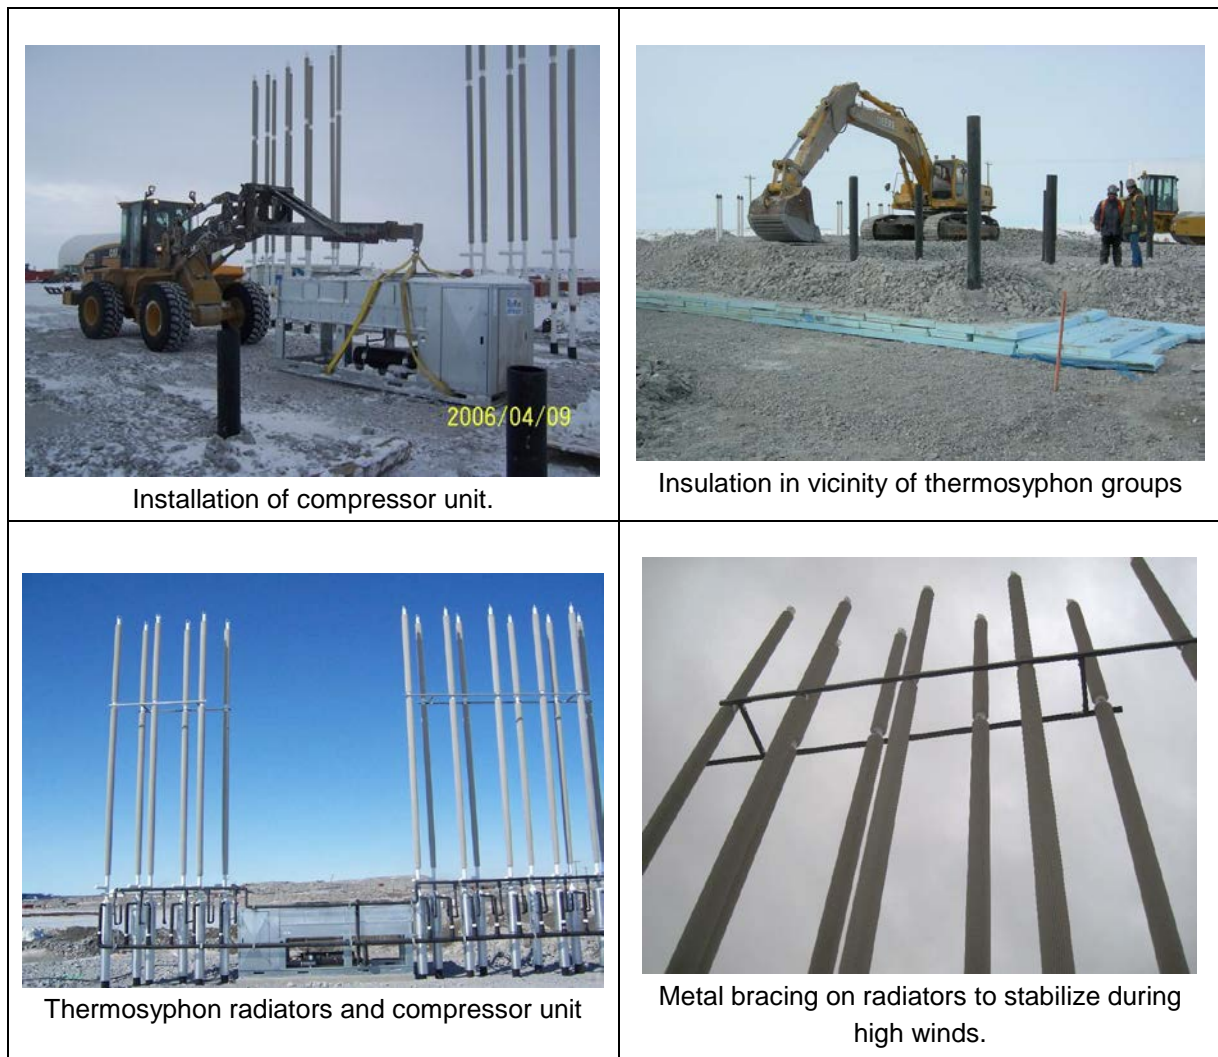 2006/04/09
Installation of compressor unit.
Insulation in vicinity of thermosyphon groups
Thermosyphon radiators and compressor unit
Metal bracing on radiators to stabilize during
high winds.